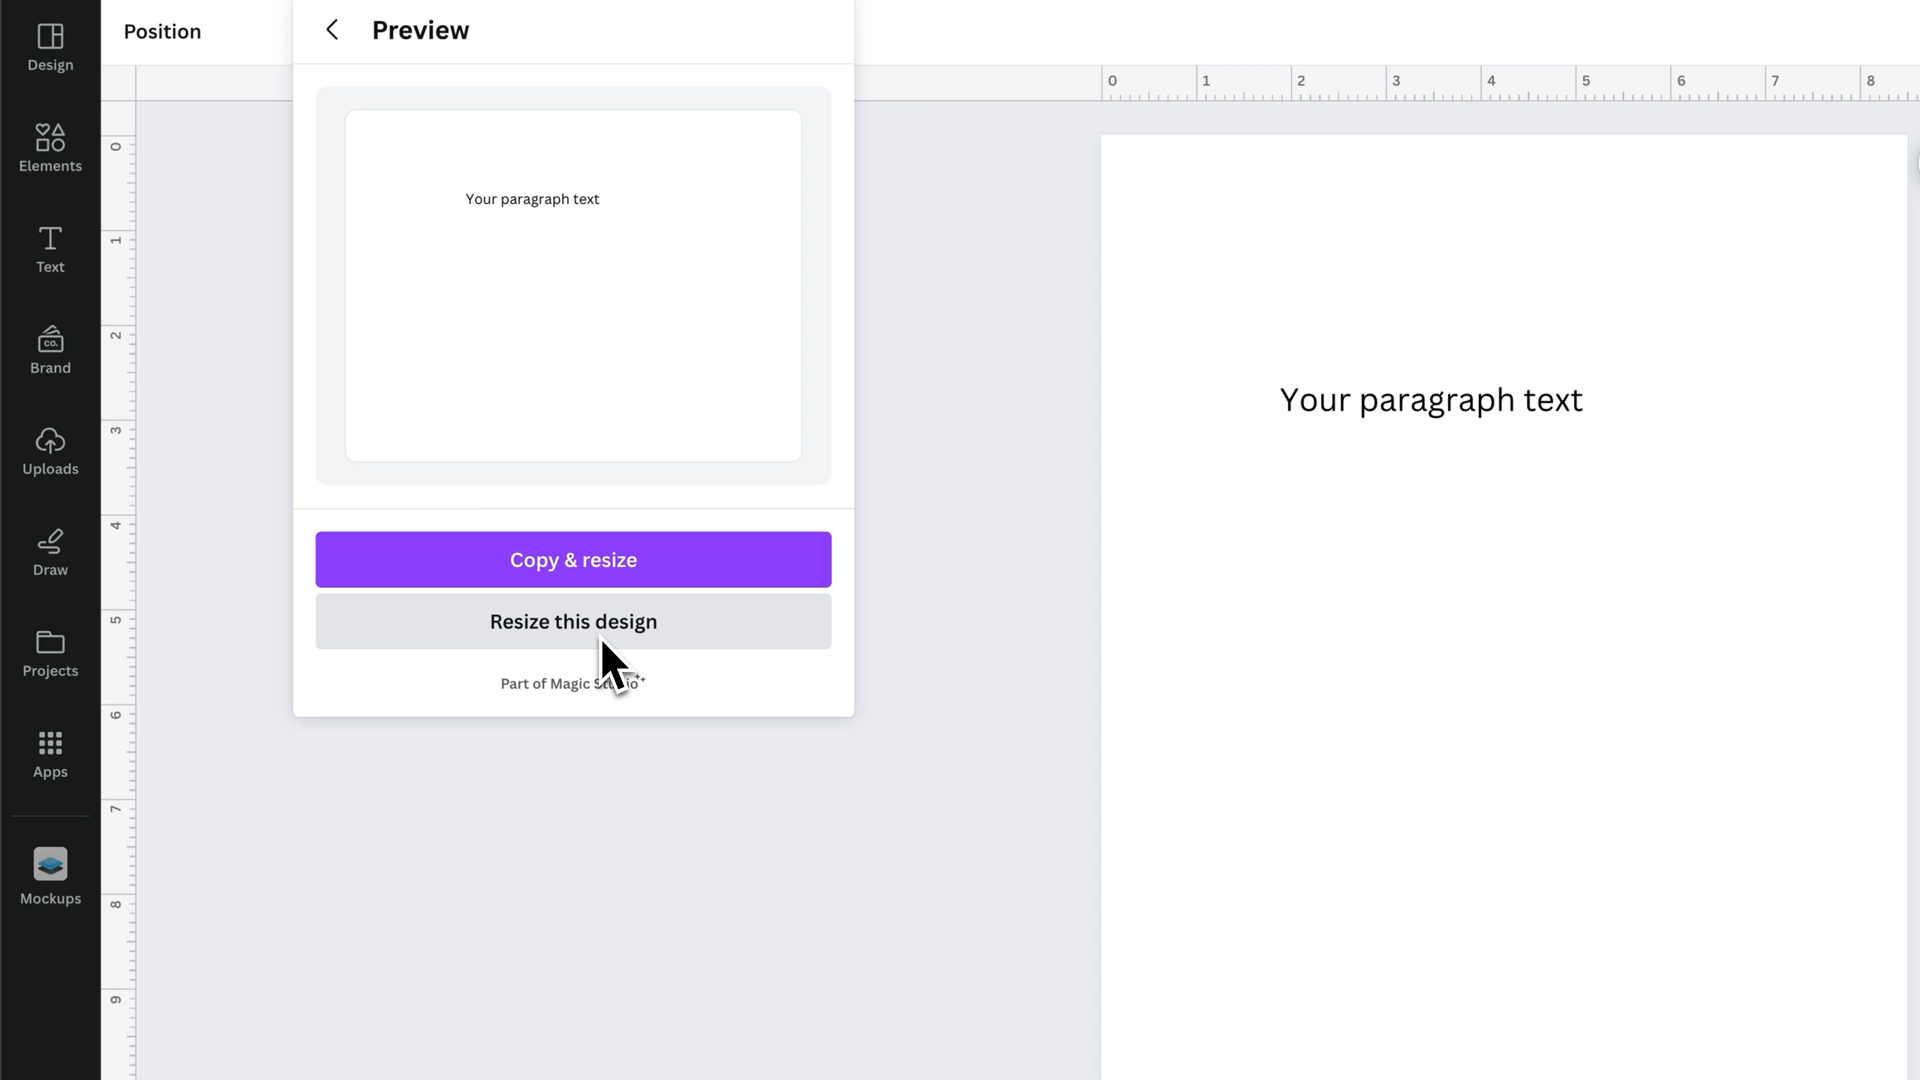 Design
Elements
Text
Brand
co.
Uploads
Draw
Projects
Apps
Mockups
Position
Preview
Your paragraph text
Copy & resize
Resize this design
Part of Magic
0 1 2 3 4 5 6 7 8
0
1
2
3
4
5
6
7
8
9
Your paragraph text